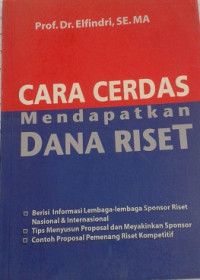 Prof. Dr. Elfindri, SE. MA
CARA CERDAS
Mendapatkan
DANA RISET
Berisi Informasi Lembaga-lembaga Sponsor Riset
Nasional & Internasional
Tips Menyusun Proposal dan Meyakinkan Sponsor
Contoh Proposal Pemenang Riset Kompetitif